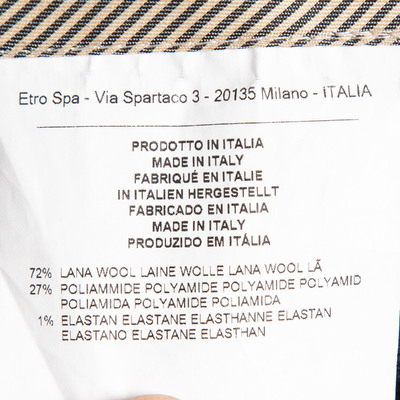 Etro Spa - Via Spartaco 3 - 20135 Milano - ITALIA
PRODOTTO IN ITALIA
MADE IN ITALY
FABRIQUÉ EN ITALIE
IN ITALIEN HERGESTELLT
FABRICADO EN ITALIA
MADE IN ITALY
PRODUZIDO EM ITÁLIA
72% LANA WOOL LAINE WOLLE LANA WOOL LÃ
27% POLIAMMIDE POLYAMIDE POLYAMIDE POLYAMID
POLIAMIDA POLYAMIDE POLIAMIDA
1% ELASTAN ELASTANE ELASTHANNE ELASTAN
ELASTANO ELASTANE ELASTHAN